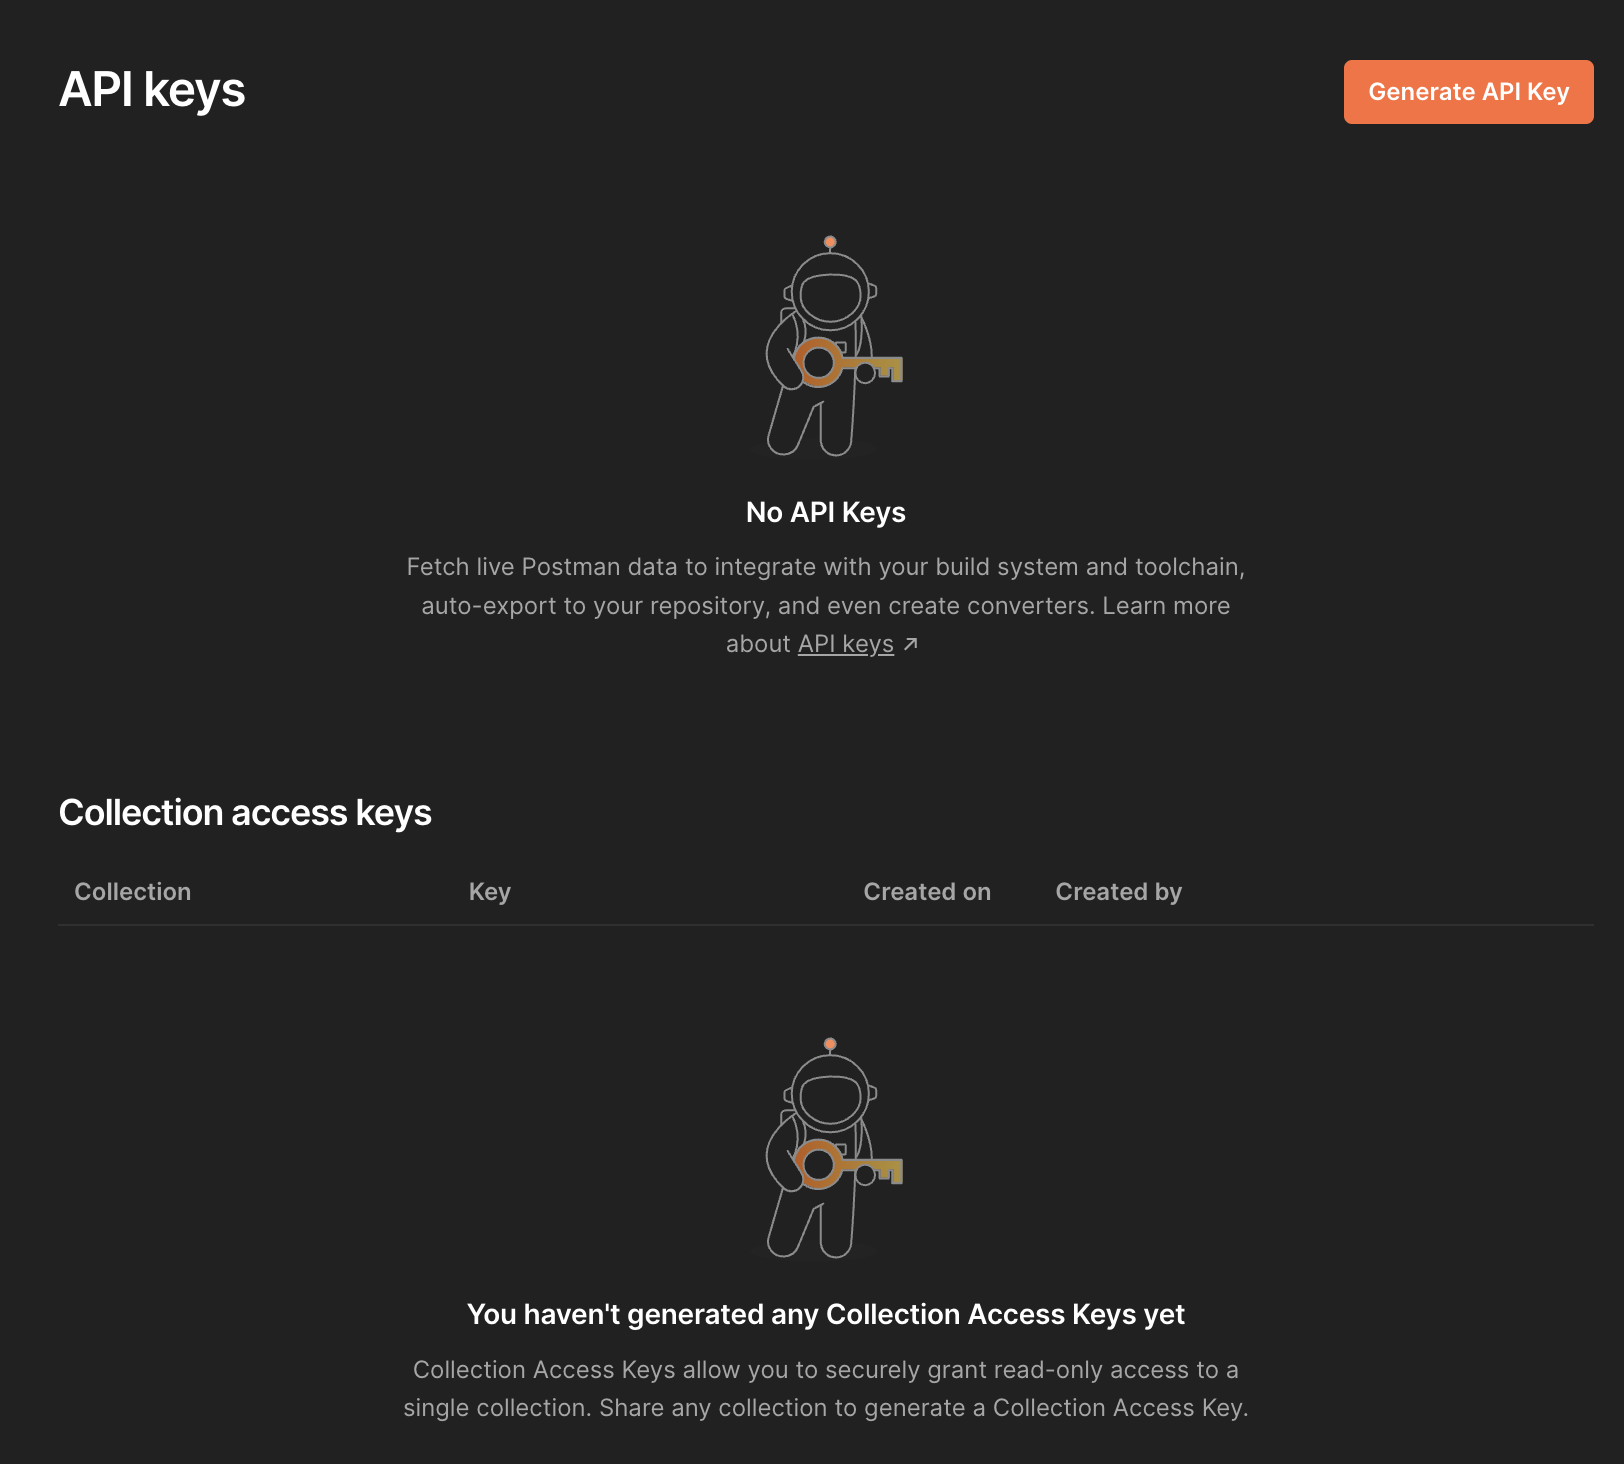 API keys
Generate API Key
No API Keys
Fetch live Postman data to integrate with your build system and toolchain,
auto-export to your repository, and even create converters. Learn more
about API keys ↗
Collection access keys
Collection Key Created on Created by
You haven't generated any Collection Access Keys yet
Collection Access Keys allow you to securely grant read-only access to a
single collection. Share any collection to generate a Collection Access Key.